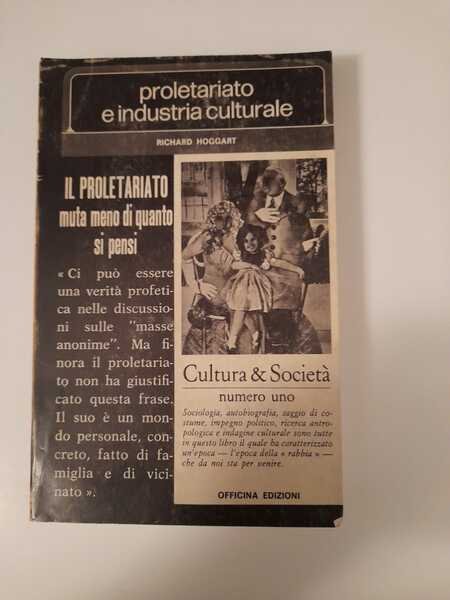 proletariato
e industria culturale
RICHARD HOGGART
IL PROLETARIATO
muta meno di quanto
si pensi
« Ci può essere
una verità profeti-
ca nelle discussio-
ni sulle "masse
anonime". Ma fi-
nora il proletaria-
to non ha giustifi-
cato questa frase.
Il suo è un mon-
do personale, con-
creto, fatto di fa-
miglia e di vici-
nato ».
Cultura & Società
numero uno
Sociologia, autobiografia, saggio di co-
stume, impegno politico, ricerca antro-
pologica e indagine culturale sono tutte
in questo libro il quale ha caratterizzato
un'epoca — l'epoca della « rabbia » —
che da noi sta per venire.
OFFICINA EDIZIONI